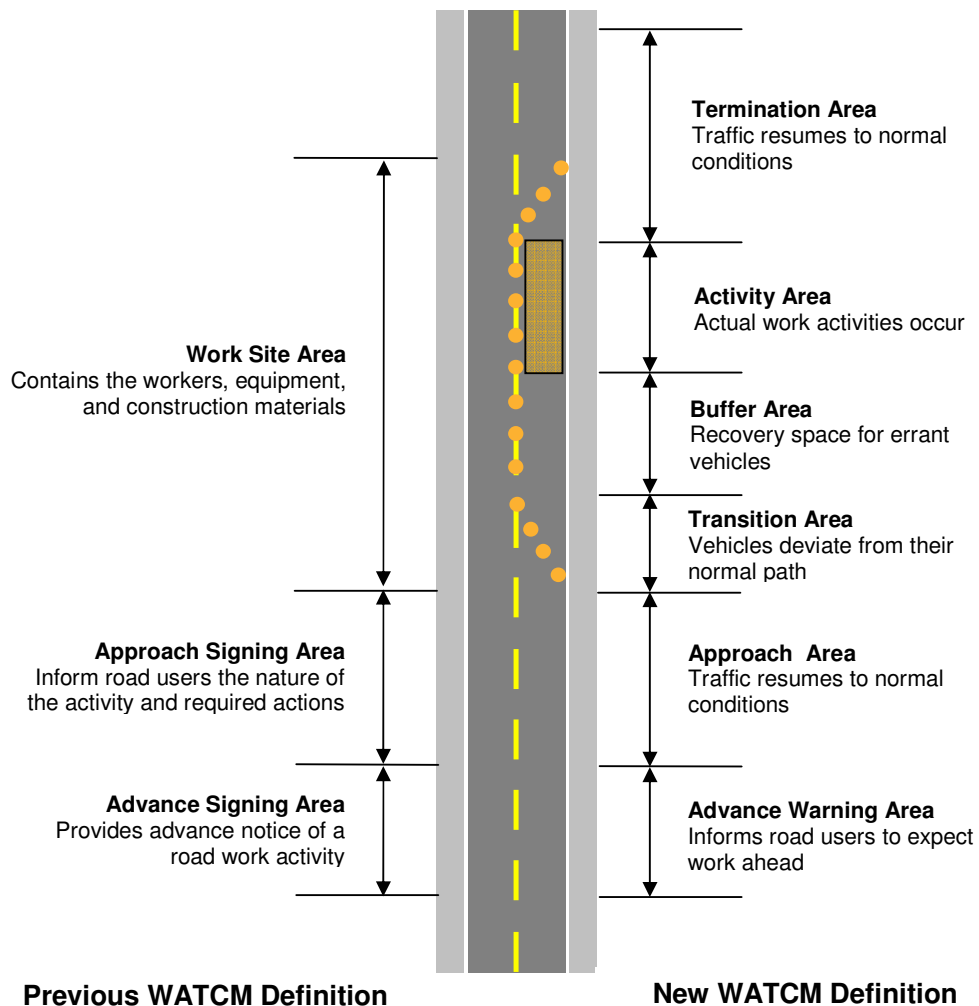 Termination Area
Traffic resumes to normal
conditions
Activity Area
Actual work activities occur
Work Site Area
Contains the workers, equipment,
and construction materials
Buffer Area
Recovery space for errant
vehicles
Transition Area
Vehicles deviate from their
normal path
Approach Signing Area
Inform road users the nature of
the activity and required actions
Approach Area
Traffic resumes to normal
conditions
Advance Signing Area
Provides advance notice of a
road work activity
Advance Warning Area
Informs road users to expect
work ahead
Previous WATCM Definition
New WATCM Definition